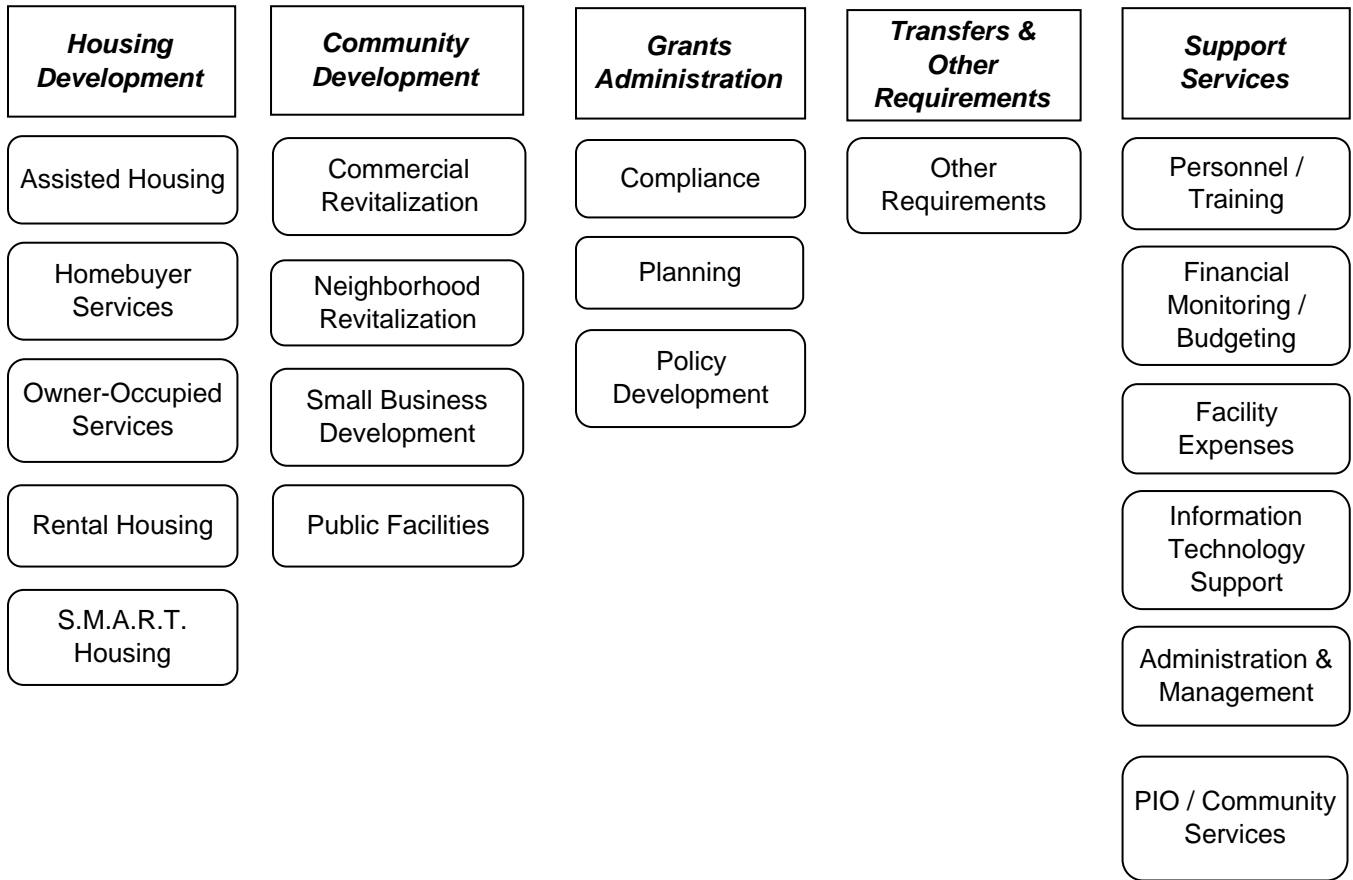 Housing
Development
Community
Development
Grants
Administration
Transfers &
Other
Requirements
Support
Services
Assisted Housing
Homebuyer
Services
Owner-Occupied
Services
Rental Housing
S.M.A.R.T.
Housing
Commercial
Revitalization
Neighborhood
Revitalization
Small Business
Development
Public Facilities
Compliance
Planning
Policy
Development
Other
Requirements
Personnel /
Training
Financial
Monitoring /
Budgeting
Facility
Expenses
Information
Technology
Support
Administration &
Management
PIO / Community
Services